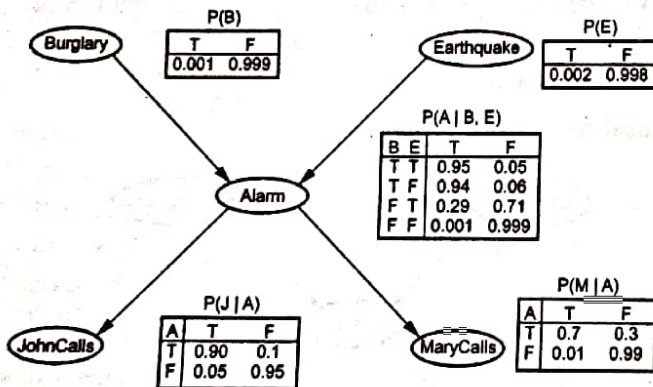 P(B)
Burglary
T F
0.001 0.999
Earthquake
P(E)
T F
0.002 0.998
P(A | B, E)
B E T F
T T 0.95 0.05
T F 0.94 0.06
F T 0.29 0.71
F F 0.001 0.999
Alarm
P(J | A)
A T F
T 0.90 0.1
F 0.05 0.95
JohnCalls
MaryCalls
P(M | A)
A T F
T 0.7 0.3
F 0.01 0.99